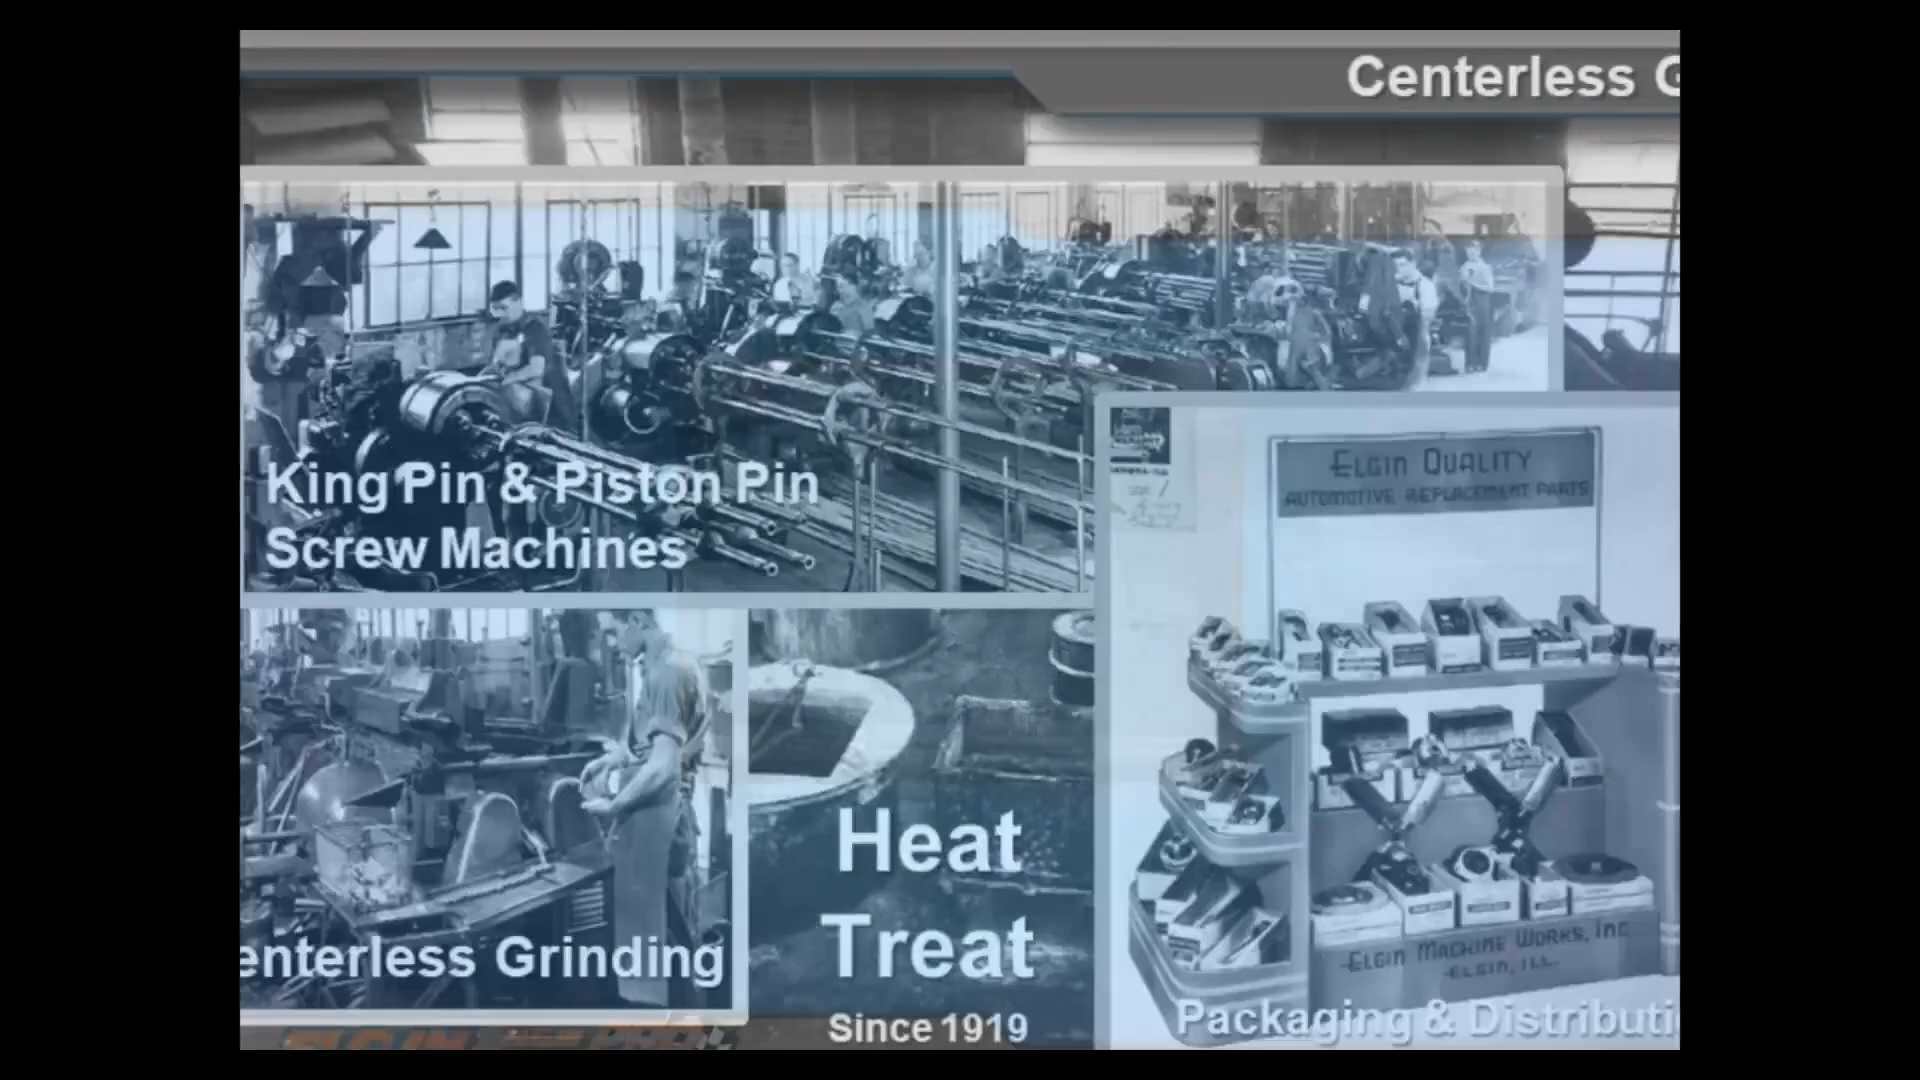 Centerless G
King Pin & Piston Pin
Screw Machines
ELGIN QUALITY
AUTOMOTIVE REPLACEMENT PARTS
enterless Grinding
Heat
Treat
Since 1919
ELGIN MACHINE WORKS, INC
ELGIN, ILL.
Packaging & Distributi
ELGIN